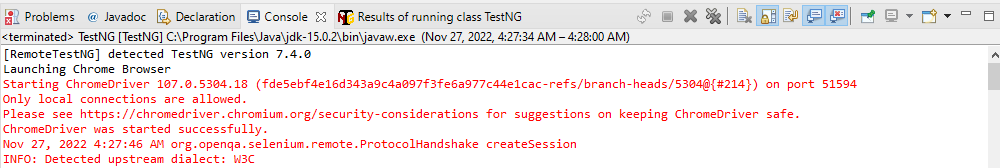 Problems Javadoc Declaration Console Results of running class TestNG
<terminated> TestNG [TestNG] C:\Program Files\Java\jdk-15.0.2\bin\javaw.exe (Nov 27, 2022, 4:27:34 AM – 4:28:00 AM)
[RemoteTestNG] detected TestNG version 7.4.0
Launching Chrome Browser
Starting ChromeDriver 107.0.5304.18 (fde5ebf4e16d343a9c4a097f3fe6a977c44e1cac-refs/branch-heads/5304@{#214}) on port 51594
Only local connections are allowed.
Please see https://chromedriver.chromium.org/security-considerations for suggestions on keeping ChromeDriver safe.
ChromeDriver was started successfully.
Nov 27, 2022 4:27:46 AM org.openqa.selenium.remote.ProtocolHandshake createSession
INFO: Detected upstream dialect: W3C